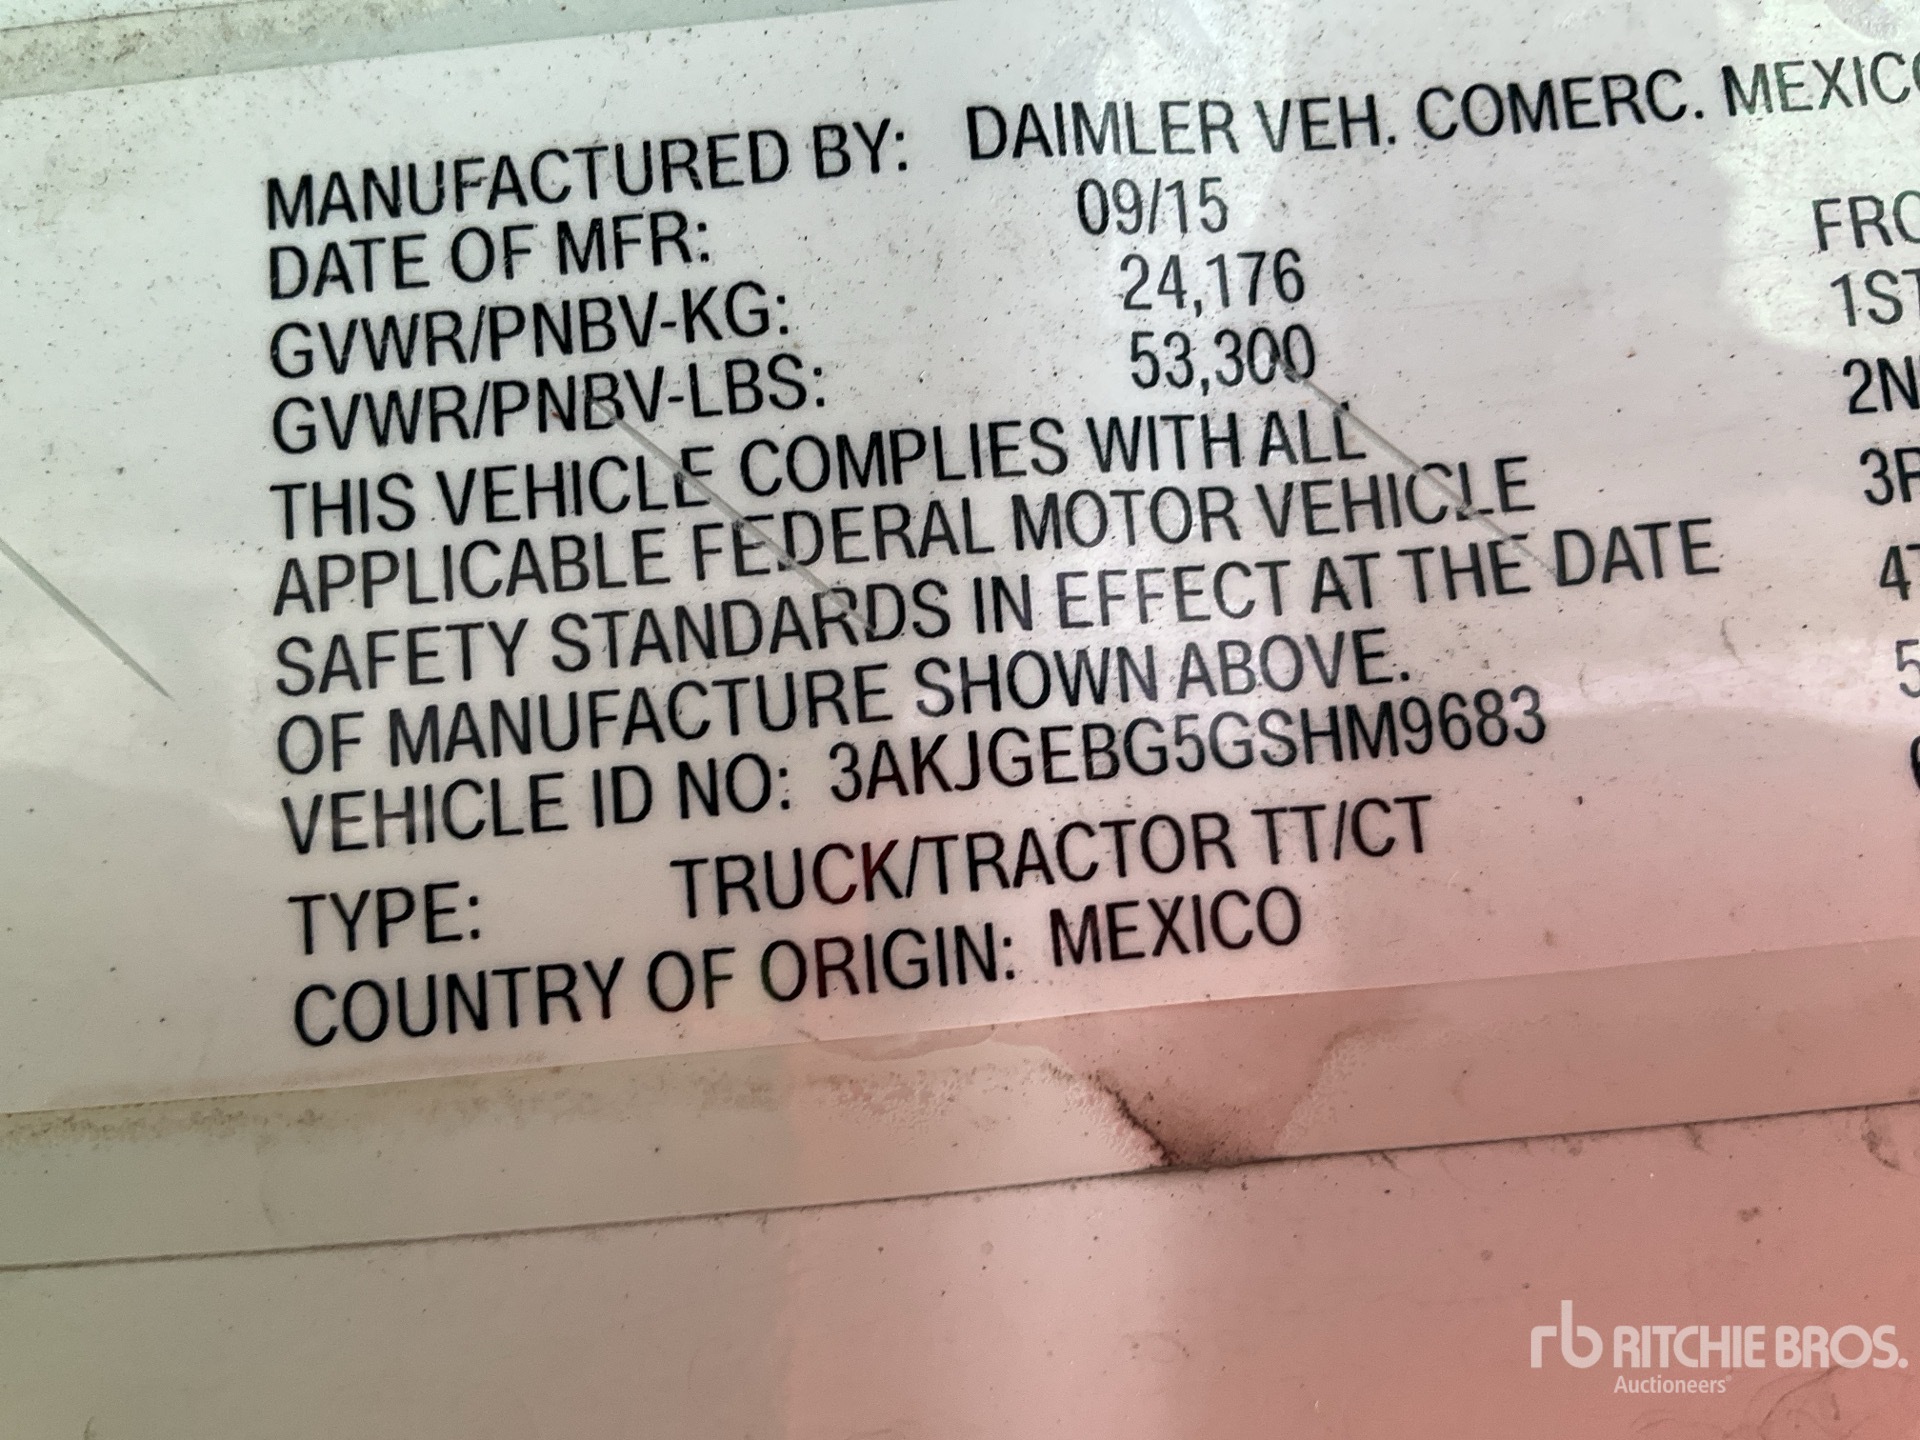 MANUFACTURED BY: DAIMLER VEH. COMERC. MEXICO
DATE OF MFR: 09/15
GVWR/PNBV-KG: 24,176
GVWR/PNBV-LBS: 53,300
THIS VEHICLE COMPLIES WITH ALL
APPLICABLE FEDERAL MOTOR VEHICLE
SAFETY STANDARDS IN EFFECT AT THE DATE
OF MANUFACTURE SHOWN ABOVE.
VEHICLE ID NO: 3AKJGEBG5GSHM9683
TYPE: TRUCK/TRACTOR TT/CT
COUNTRY OF ORIGIN: MEXICO
1ST
rb RITCHIE BROS.
Auctioneers